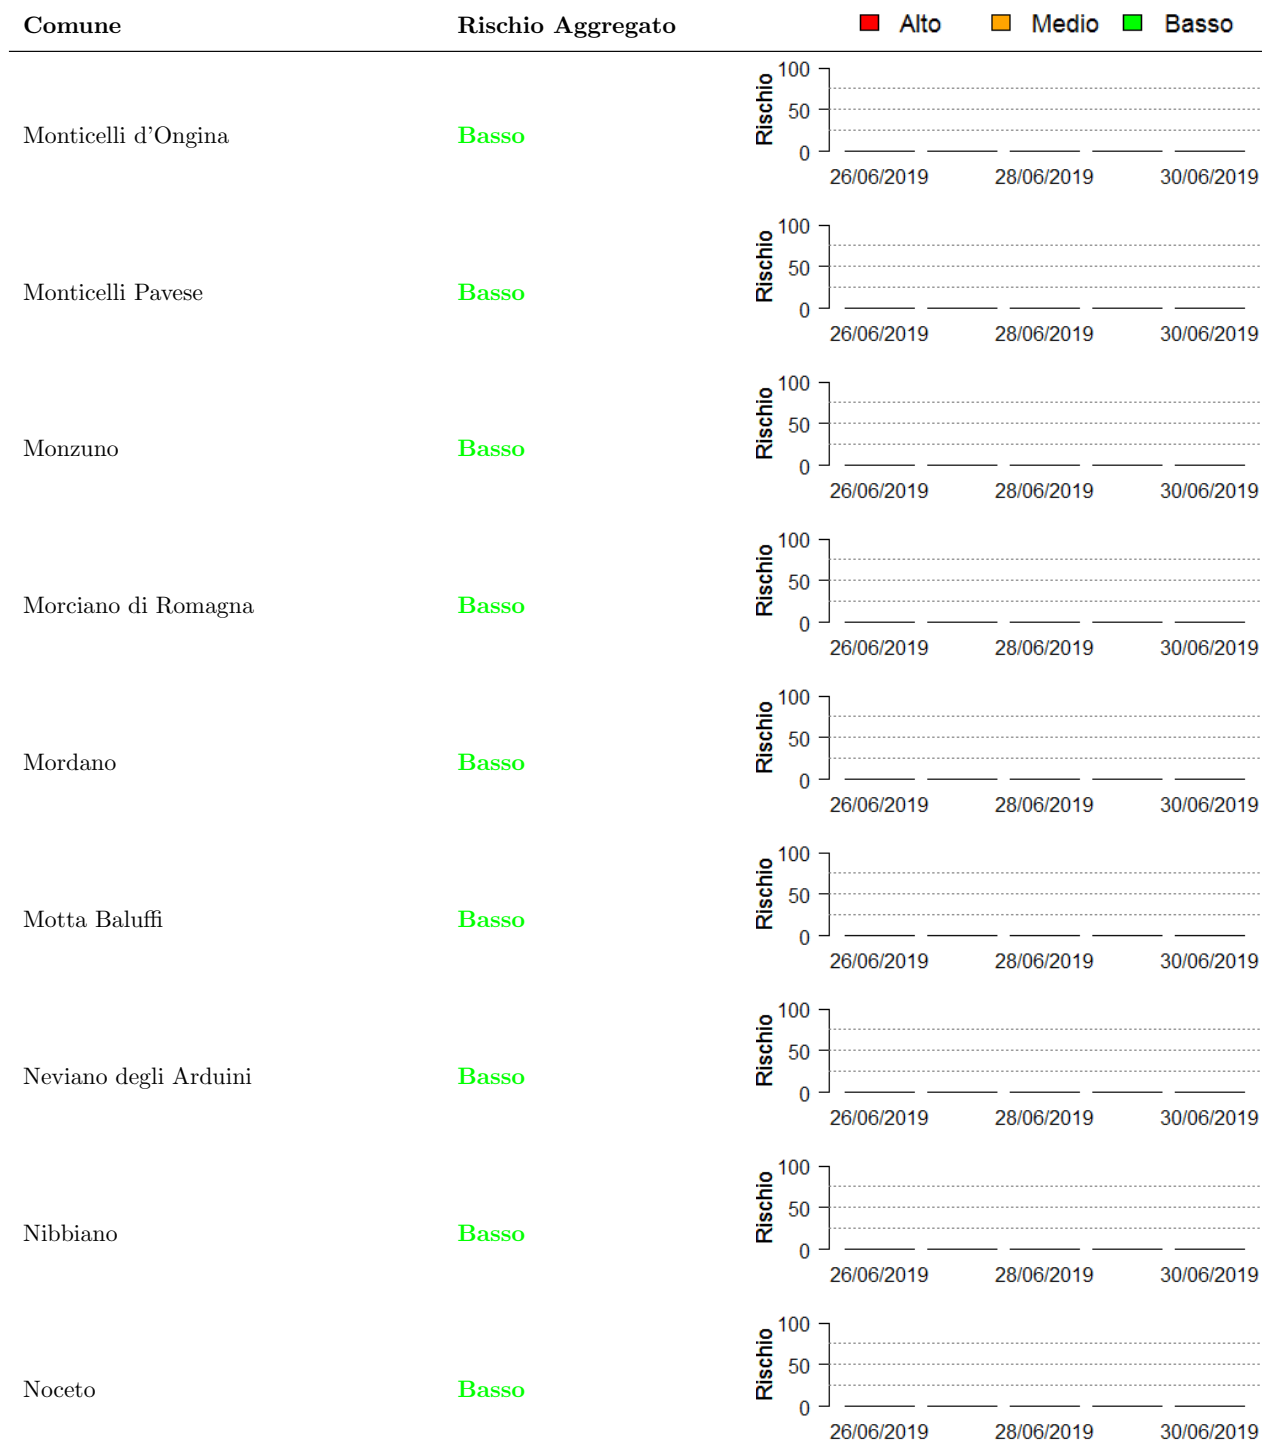 Comune Rischio Aggregato Alto Medio Basso
100
50
0
Rischio
Monticelli d'Ongina Basso
26/06/2019 28/06/2019 30/06/2019
100
50
0
Rischio
Monticelli Pavese Basso
26/06/2019 28/06/2019 30/06/2019
100
50
0
Rischio
Monzuno Basso
26/06/2019 28/06/2019 30/06/2019
100
50
0
Rischio
Morciano di Romagna Basso
26/06/2019 28/06/2019 30/06/2019
100
50
0
Rischio
Mordano Basso
26/06/2019 28/06/2019 30/06/2019
100
50
0
Rischio
Motta Baluffi Basso
26/06/2019 28/06/2019 30/06/2019
100
50
0
Rischio
Neviano degli Arduini Basso
26/06/2019 28/06/2019 30/06/2019
100
50
0
Rischio
Nibbiano Basso
26/06/2019 28/06/2019 30/06/2019
100
50
0
Rischio
Noceto Basso
26/06/2019 28/06/2019 30/06/2019